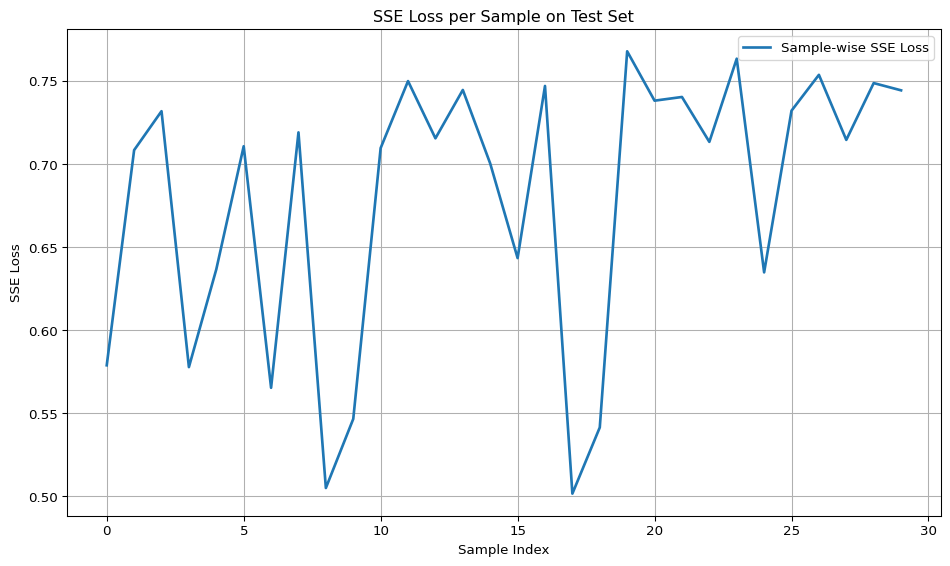 SSE Loss per Sample on Test Set
Sample-wise SSE Loss
SSE Loss
0.75
0.70
0.65
0.60
0.55
0.50
0 5 10 15 20 25 30
Sample Index